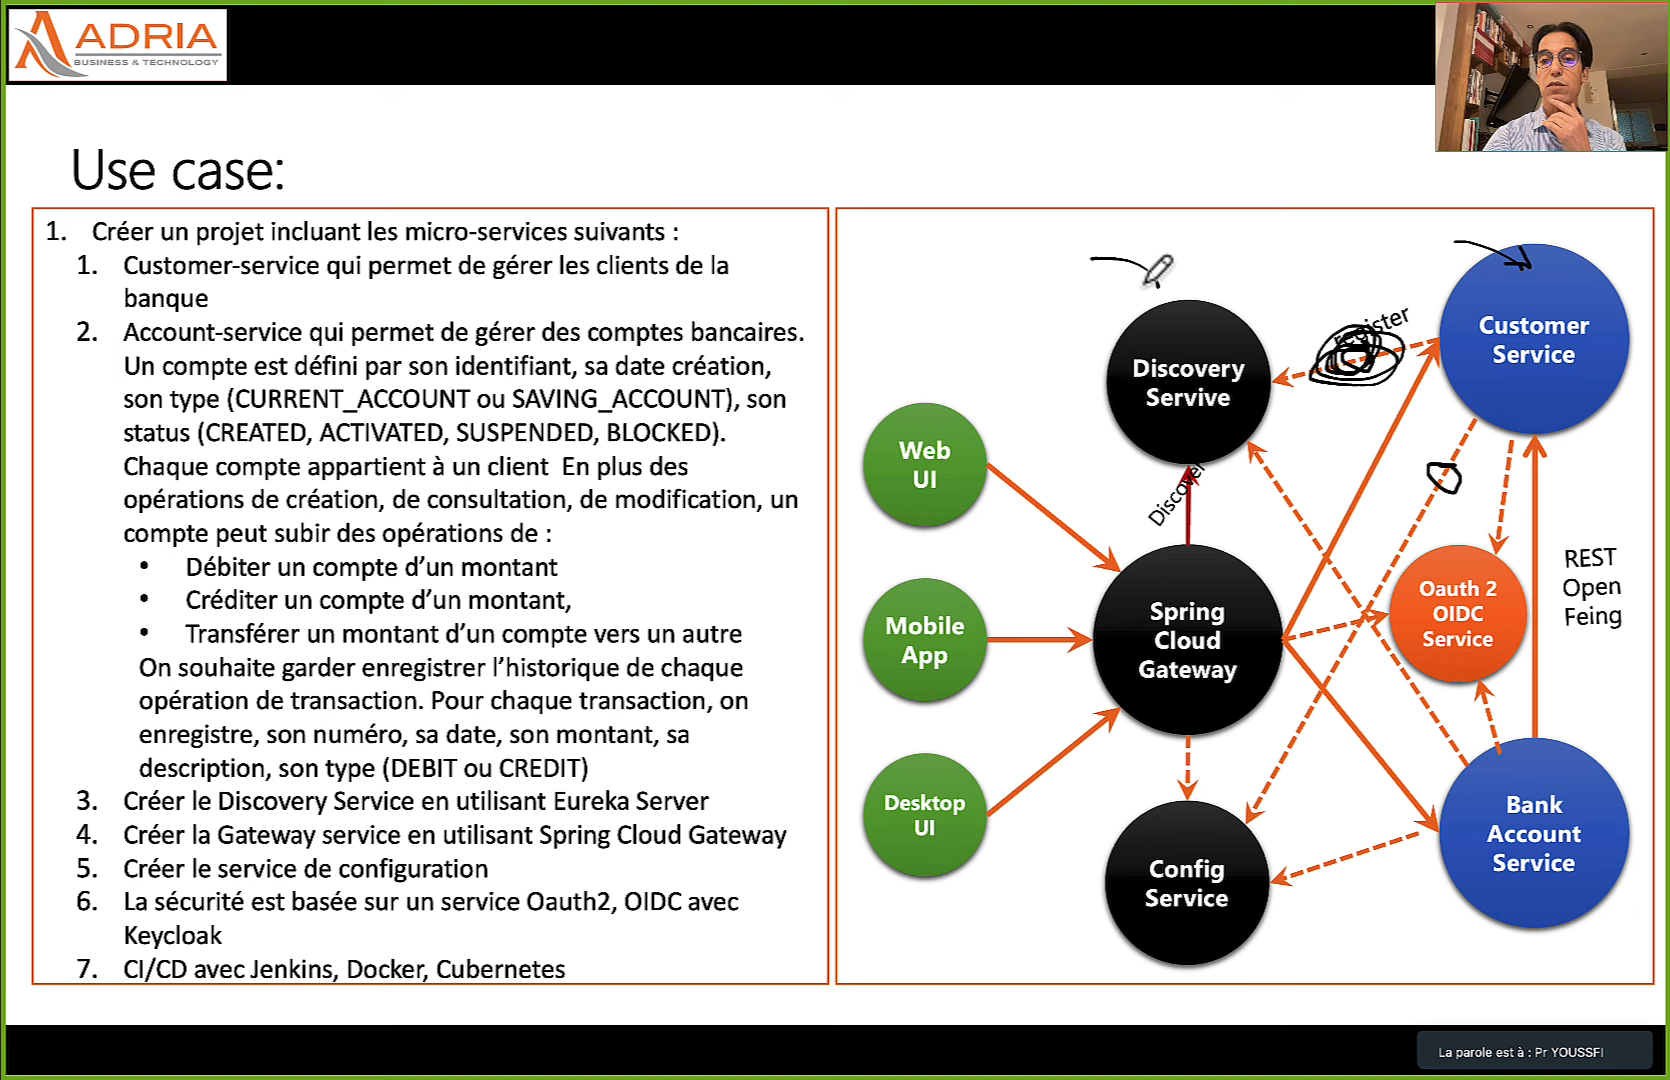 ADRIA
BUSINESS & TECHNOLOGY
Use case:
1. Créer un projet incluant les micro-services suivants :
1. Customer-service qui permet de gérer les clients de la
banque
2. Account-service qui permet de gérer des comptes bancaires.
Un compte est défini par son identifiant, sa date création,
son type (CURRENT_ACCOUNT ou SAVING_ACCOUNT), son
status (CREATED, ACTIVATED, SUSPENDED, BLOCKED).
Chaque compte appartient à un client En plus des
opérations de création, de consultation, de modification, un
compte peut subir des opérations de :
• Débiter un compte d’un montant
• Créditer un compte d’un montant,
• Transférer un montant d’un compte vers un autre
On souhaite garder enregistrer l’historique de chaque
opération de transaction. Pour chaque transaction, on
enregistre, son numéro, sa date, son montant, sa
description, son type (DEBIT ou CREDIT)
3. Créer le Discovery Service en utilisant Eureka Server
4. Créer la Gateway service en utilisant Spring Cloud Gateway
5. Créer le service de configuration
6. La sécurité est basée sur un service Oauth2, OIDC avec
Keycloak
7. CI/CD avec Jenkins, Docker, Cubernetes
Web
UI
Mobile
App
Desktop
UI
Discovery
Servive
Discover
Spring
Cloud
Gateway
Config
Service
register
Customer
Service
Oauth 2
OIDC
Service
REST
Open
Feing
Bank
Account
Service
La parole est à : Pr YOUSSFI